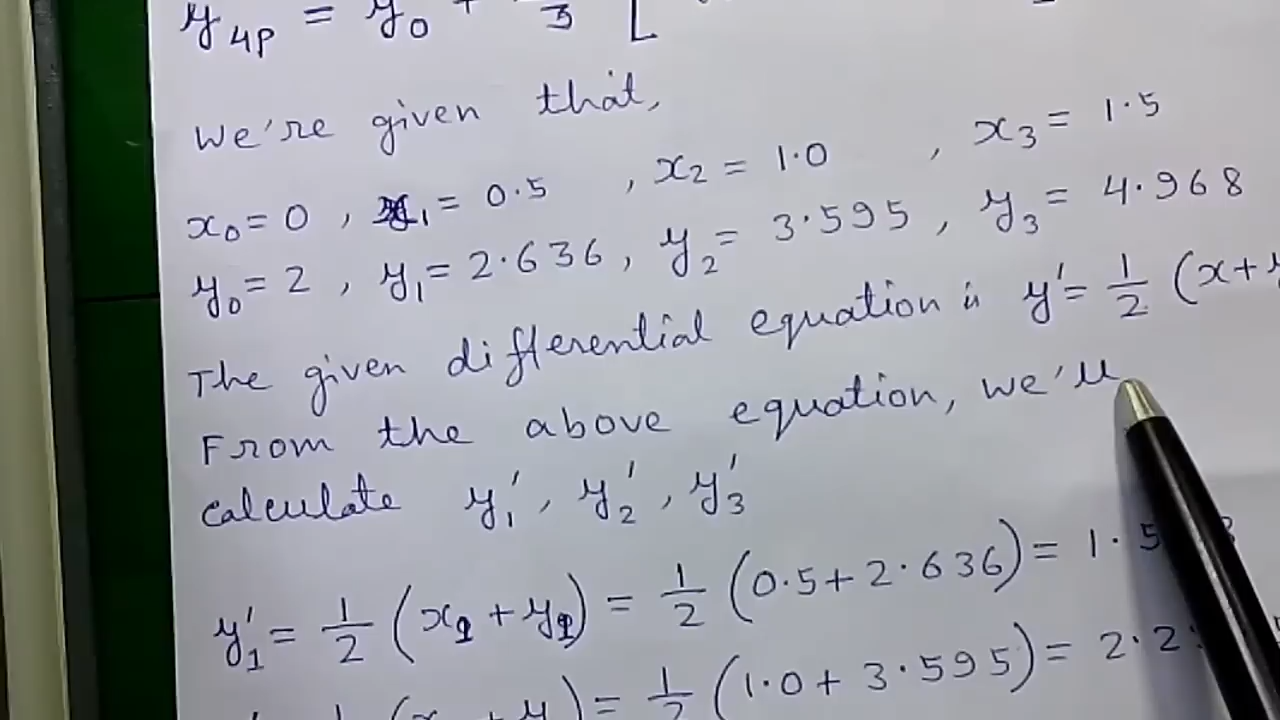 y4P = y0 + /3 [
We're given that,
x0 = 0 , x1 = 0.5 , x2 = 1.0 , x3 = 1.5
y0 = 2 , y1 = 2.636 , y2 = 3.595 , y3 = 4.968
The given differential equation is y' = 1/2 (x+y
From the above equation, we'll
calculate y1' , y2' , y3'
y1' = 1/2 (x1 + y1) = 1/2 (0.5 + 2.636) = 1.5
(x + y) = 1/2 (1.0 + 3.595) = 2.2